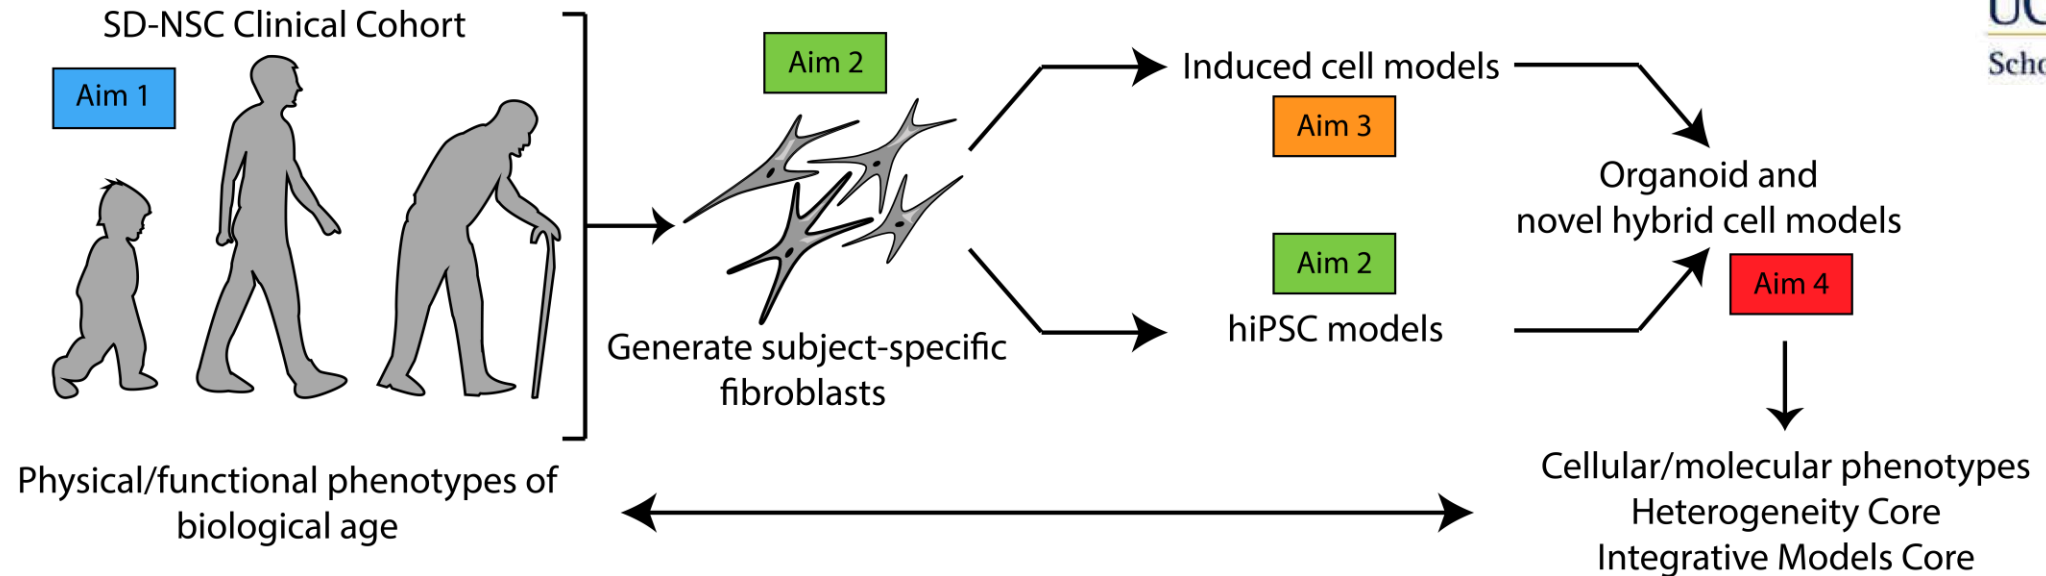 SD-NSC Clinical Cohort
Aim 1
Physical/functional phenotypes of
biological age
Aim 2
Generate subject-specific
fibroblasts
Induced cell models
Aim 3
Aim 2
hiPSC models
Organoid and
novel hybrid cell models
Aim 4
Cellular/molecular phenotypes
Heterogeneity Core
Integrative Models Core